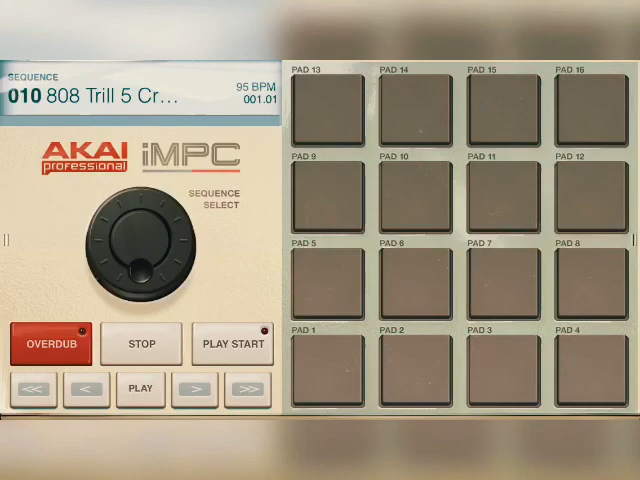 SEQUENCE
010 808 Trill 5 Cr...
95 BPM
001.01
AKAI
professional
iMPC
SEQUENCE
SELECT
OVERDUB
STOP
PLAY START
<<
<
PLAY
>
>>
PAD 13
PAD 14
PAD 15
PAD 16
PAD 9
PAD 10
PAD 11
PAD 12
PAD 5
PAD 6
PAD 7
PAD 8
PAD 1
PAD 2
PAD 3
PAD 4